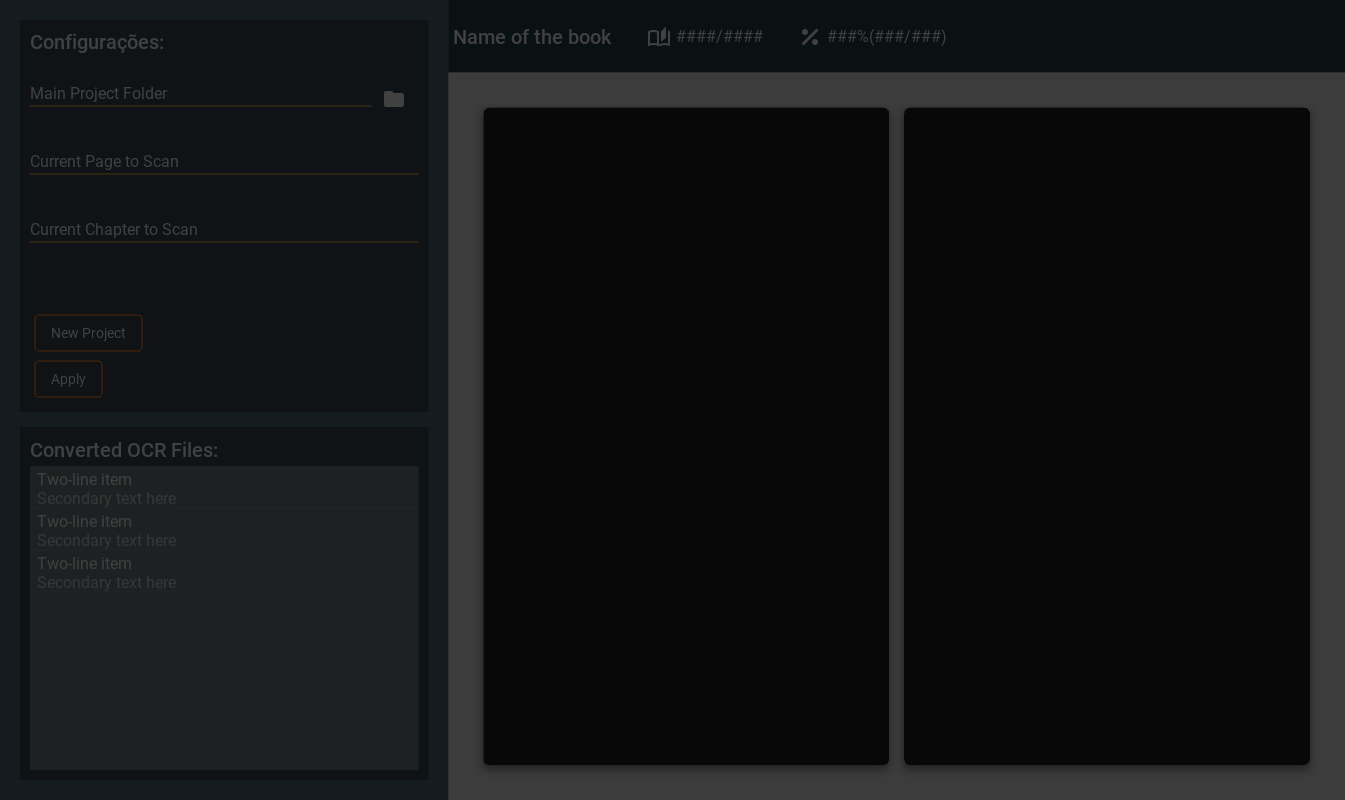 Configurações:
Main Project Folder
Current Page to Scan
Current Chapter to Scan
New Project
Apply
Converted OCR Files:
Two-line item
Secondary text here
Two-line item
Secondary text here
Two-line item
Secondary text here
Name of the book
####/####
###%(###/###)